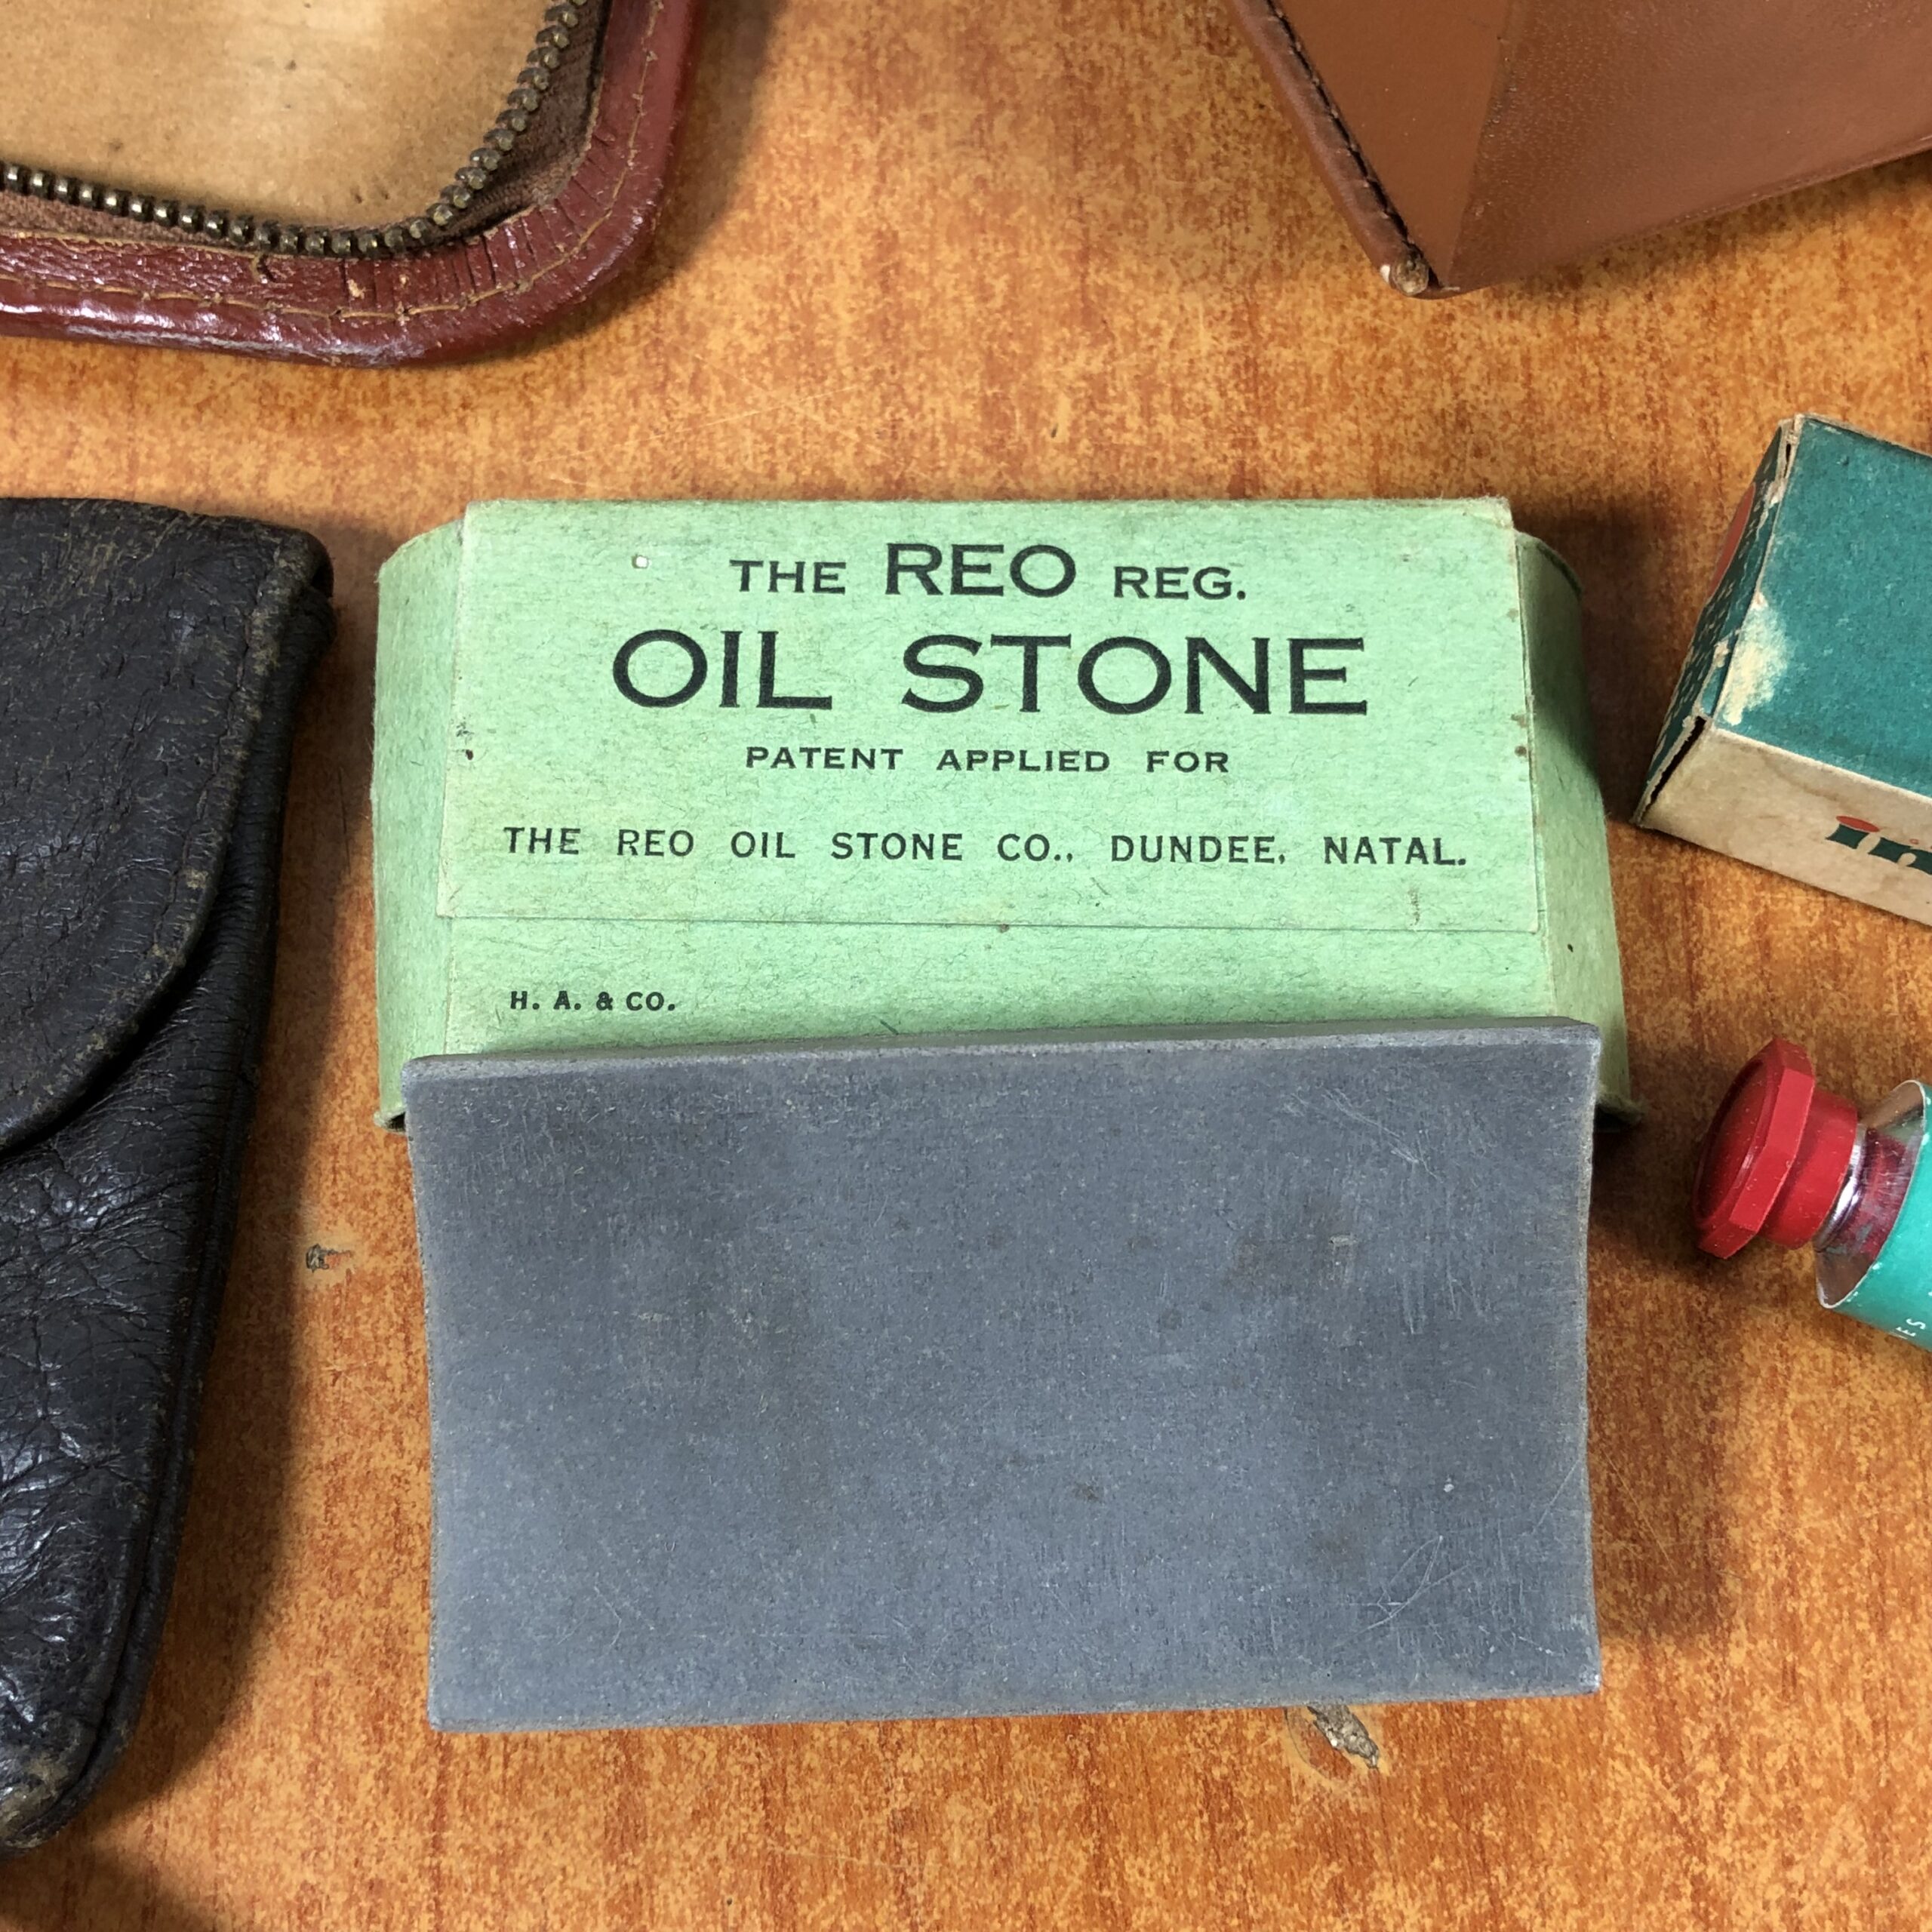 THE REO REG.
OIL STONE
PATENT APPLIED FOR
THE REO OIL STONE CO., DUNDEE, NATAL.
H. A. & CO.